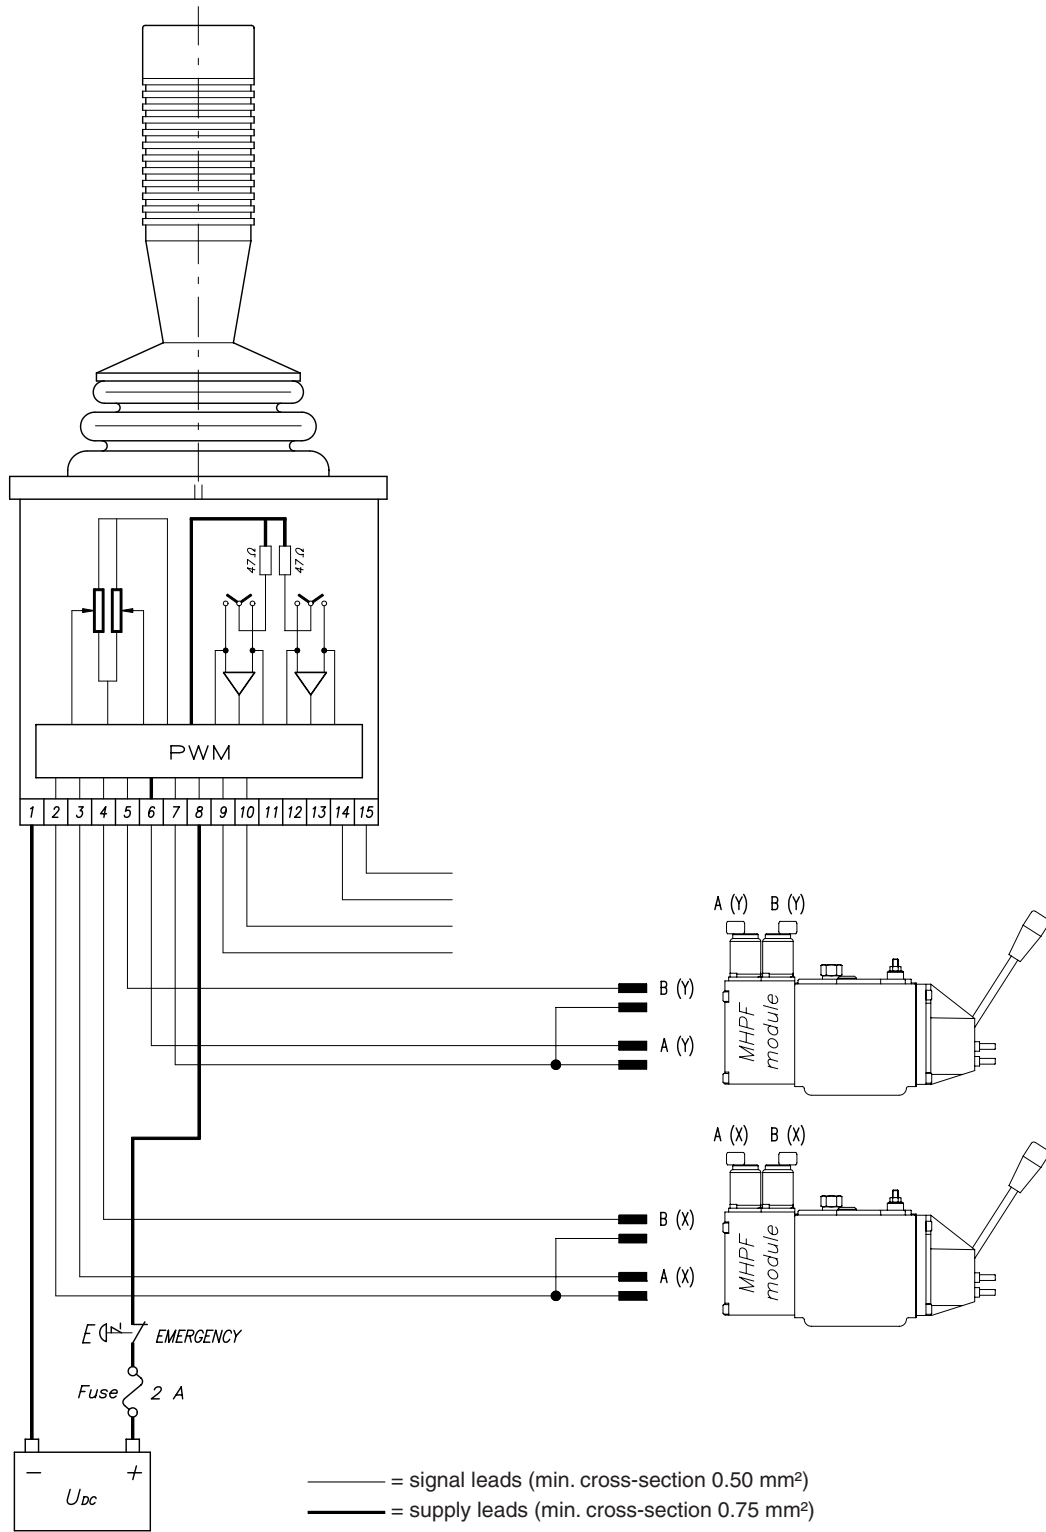 47Ω
47Ω
PWM
1 2 3 4 5 6 7 8 9 10 11 12 13 14 15
A (Y) B (Y)
B (Y)
A (Y)
MHPF
module
A (X) B (X)
B (X)
A (X)
MHPF
module
E EMERGENCY
Fuse 2 A
− +
UDC
= signal leads (min. cross-section 0.50 mm²)
= supply leads (min. cross-section 0.75 mm²)